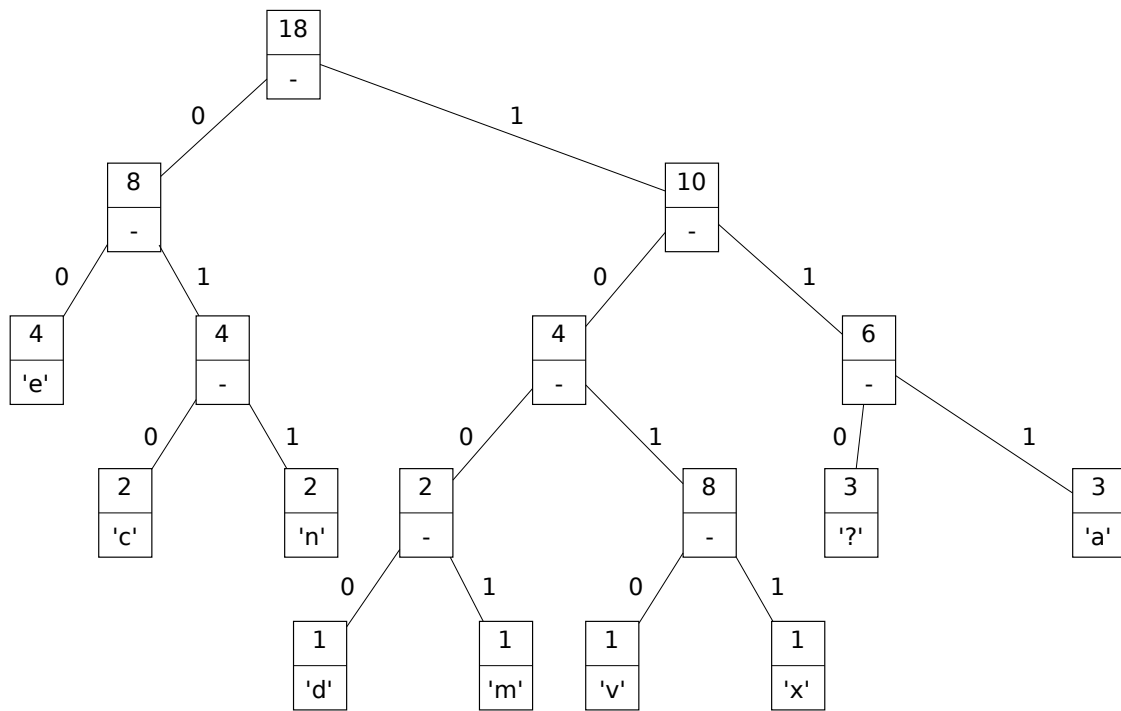 18
-
0 1
8 10
- -
0 1 0 1
4 4 4 6
'e' - - -
0 1 0 1 0 1
2 2 2 8 3 3
'c' 'n' - - '?' 'a'
0 1 0 1
1 1 1 1
'd' 'm' 'v' 'x'